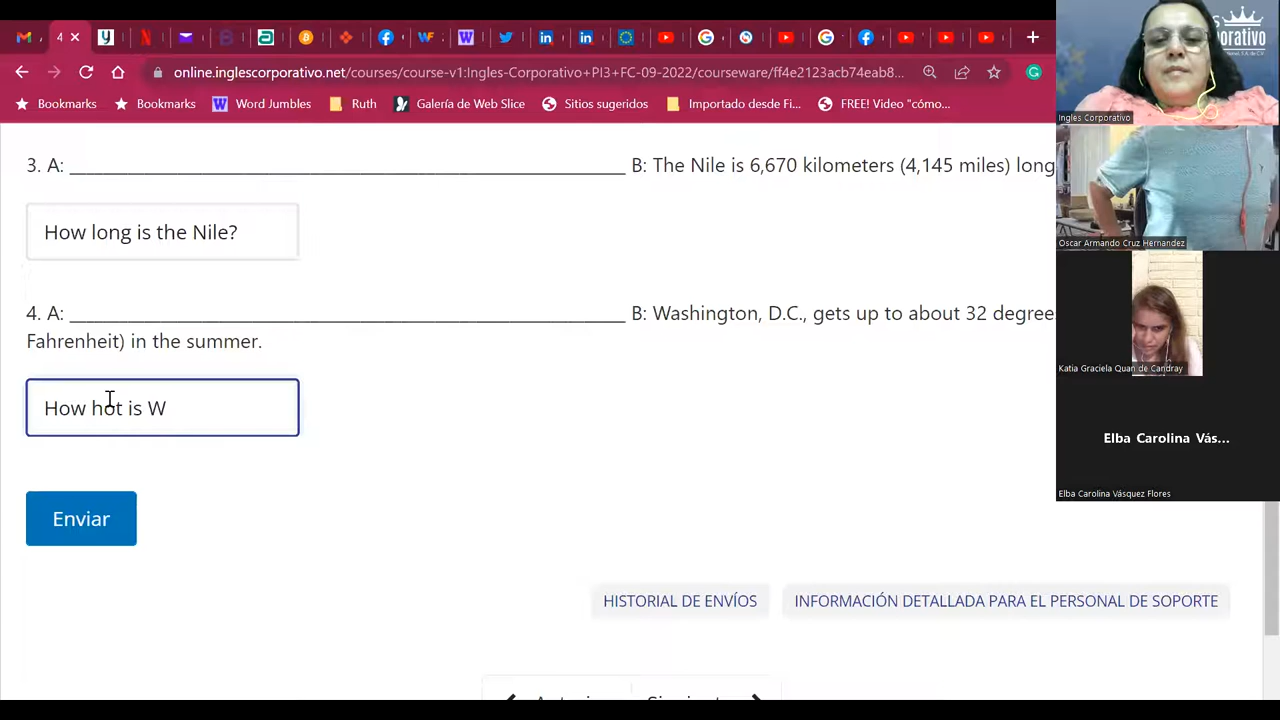 4
online.inglescorporativo.net/courses/course-v1:Ingles-Corporativo+PI3+FC-09-2022/courseware/ff4e2123acb74eab8...
Bookmarks
Bookmarks
Word Jumbles
Ruth
Galería de Web Slice
Sitios sugeridos
Importado desde Fi...
FREE! Video "cómo...
3. A: ______ B: The Nile is 6,670 kilometers (4,145 miles) long
How long is the Nile?
4. A: ______ B: Washington, D.C., gets up to about 32 degree
Fahrenheit) in the summer.
How hot is W
Enviar
HISTORIAL DE ENVÍOS
INFORMACIÓN DETALLADA PARA EL PERSONAL DE SOPORTE
Ingles Corporativo
Oscar Armando Cruz Hernandez
Katia Graciela Quan de Candray
Elba Carolina Vás...
Elba Carolina Vásquez Flores